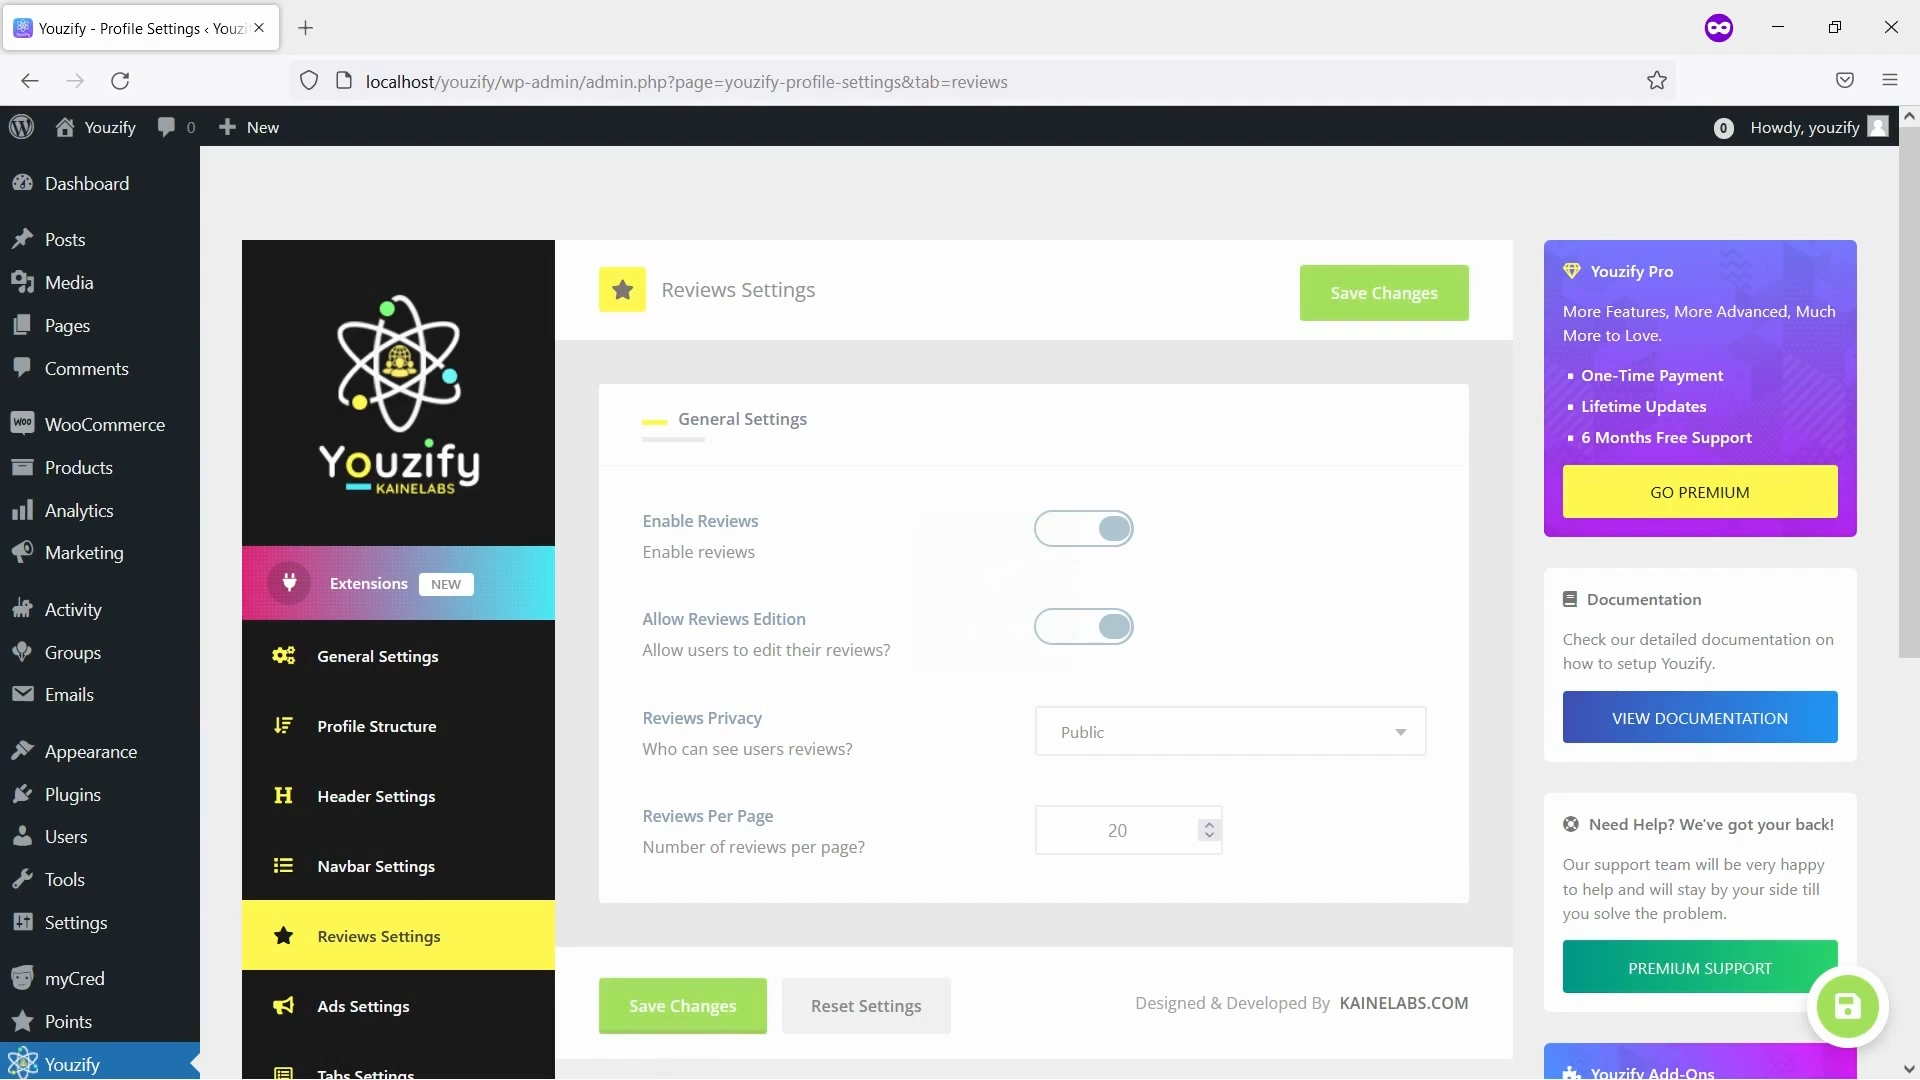 Youzify - Profile Settings ‹ Youzi
localhost/youzify/wp-admin/admin.php?page=youzify-profile-settings&tab=reviews
Youzify
0
New
0
Howdy, youzify
Dashboard
Posts
Media
Pages
Comments
WooCommerce
Products
Analytics
Marketing
Activity
Groups
Emails
Appearance
Plugins
Users
Tools
Settings
myCred
Points
Youzify
Youzify
KAINELABS
Extensions NEW
General Settings
Profile Structure
Header Settings
Navbar Settings
Reviews Settings
Ads Settings
Tabs Settings
Reviews Settings
Save Changes
General Settings
Enable Reviews
Enable reviews
Allow Reviews Edition
Allow users to edit their reviews?
Reviews Privacy
Who can see users reviews?
Public
Reviews Per Page
Number of reviews per page?
20
Save Changes
Reset Settings
Designed & Developed By KAINELABS.COM
Youzify Pro
More Features, More Advanced, Much
More to Love.
One-Time Payment
Lifetime Updates
6 Months Free Support
GO PREMIUM
Documentation
Check our detailed documentation on
how to setup Youzify.
VIEW DOCUMENTATION
Need Help? We've got your back!
Our support team will be very happy
to help and will stay by your side till
you solve the problem.
PREMIUM SUPPORT
Youzify Add-Ons